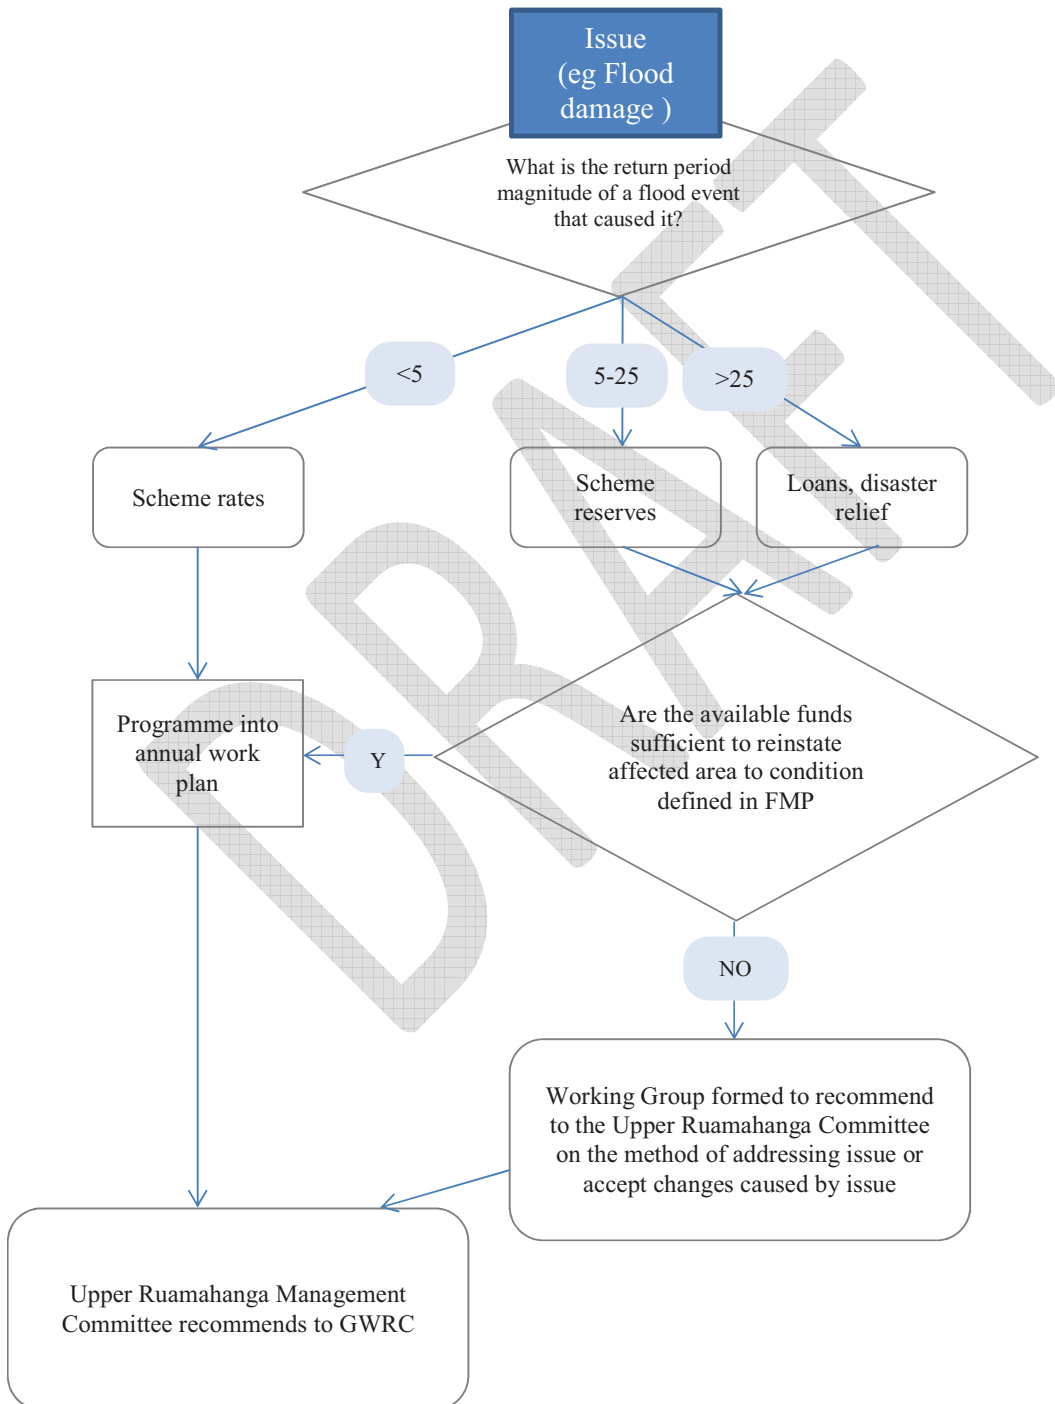 Issue
(eg Flood
damage )
What is the return period
magnitude of a flood event
that caused it?
<5
5-25
>25
Scheme rates
Scheme
reserves
Loans, disaster
relief
Programme into
annual work
plan
Y
Are the available funds
sufficient to reinstate
affected area to condition
defined in FMP
NO
Working Group formed to recommend
to the Upper Ruamahanga Committee
on the method of addressing issue or
accept changes caused by issue
Upper Ruamahanga Management
Committee recommends to GWRC
DRAFT